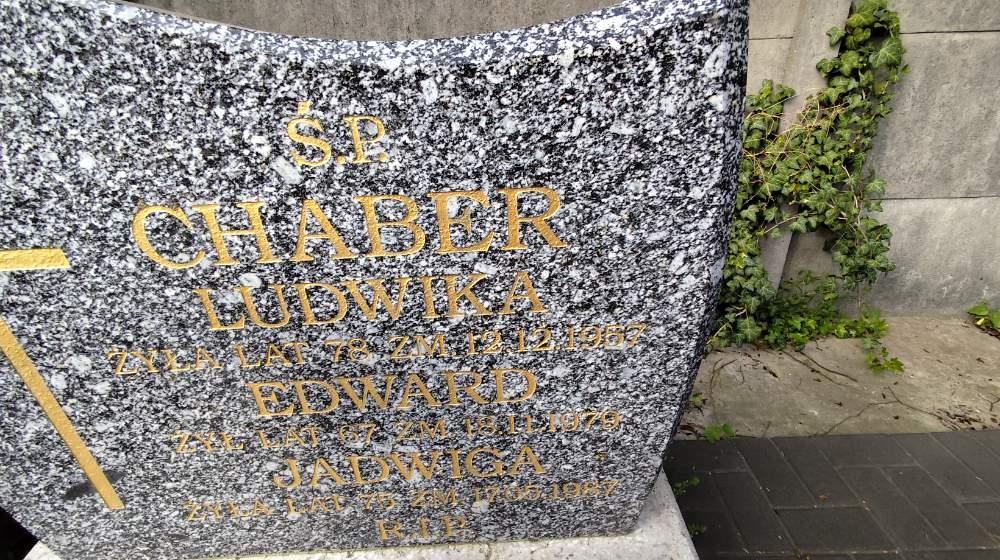 Ś.P.
CHABER
LUDWIKA
ŻYŁA LAT 78 ZM. 12.12.1957
EDWARD
ŻYŁ LAT 67 ZM. 18.11.1979
JADWIGA
ŻYŁA LAT 75 ZM 17.05.1987
R.I.P.